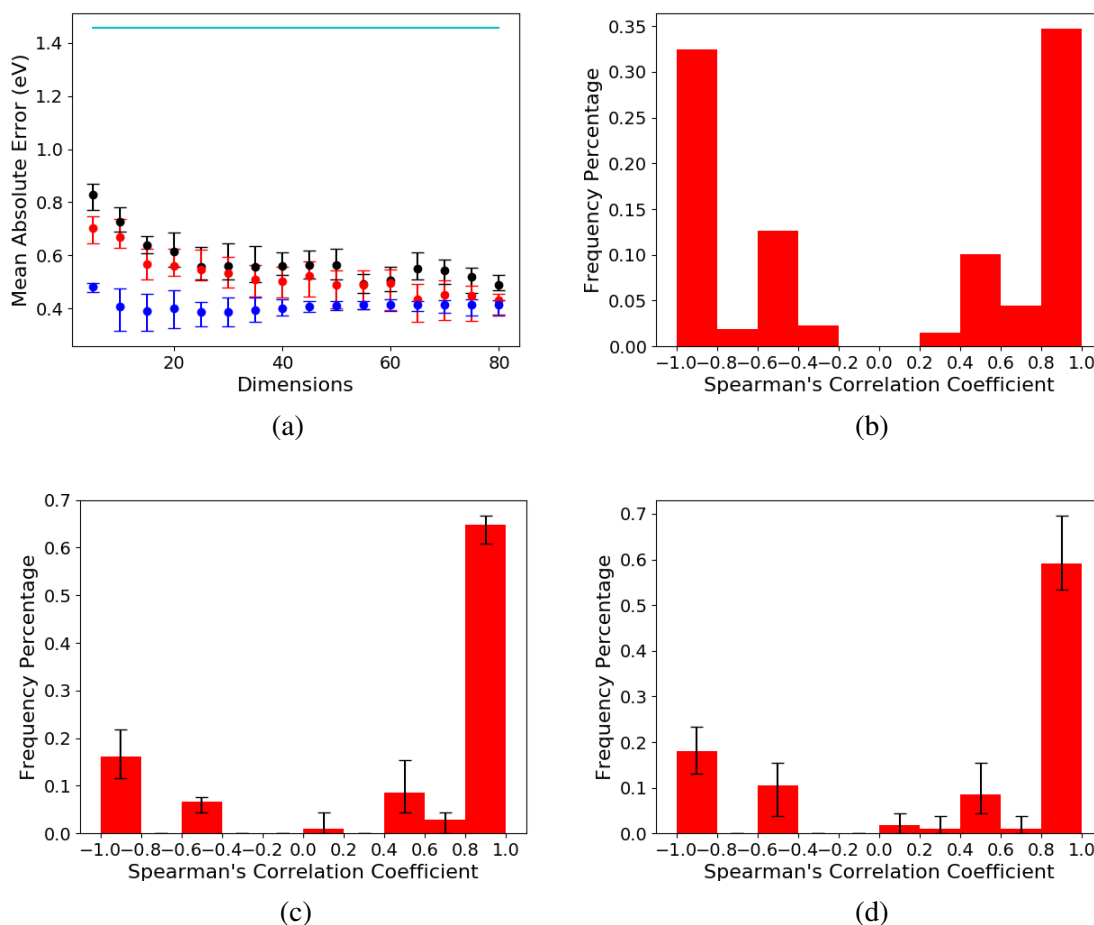 Mean Absolute Error (eV)
1.4
1.2
1.0
0.8
0.6
0.4
20 40 60 80
Dimensions
(a)
Frequency Percentage
0.35
0.30
0.25
0.20
0.15
0.10
0.05
0.00
−1.0−0.8−0.6−0.4−0.2 0.0 0.2 0.4 0.6 0.8 1.0
Spearman's Correlation Coefficient
(b)
Frequency Percentage
0.7
0.6
0.5
0.4
0.3
0.2
0.1
0.0
−1.0−0.8−0.6−0.4−0.2 0.0 0.2 0.4 0.6 0.8 1.0
Spearman's Correlation Coefficient
(c)
Frequency Percentage
0.7
0.6
0.5
0.4
0.3
0.2
0.1
0.0
−1.0−0.8−0.6−0.4−0.2 0.0 0.2 0.4 0.6 0.8 1.0
Spearman's Correlation Coefficient
(d)